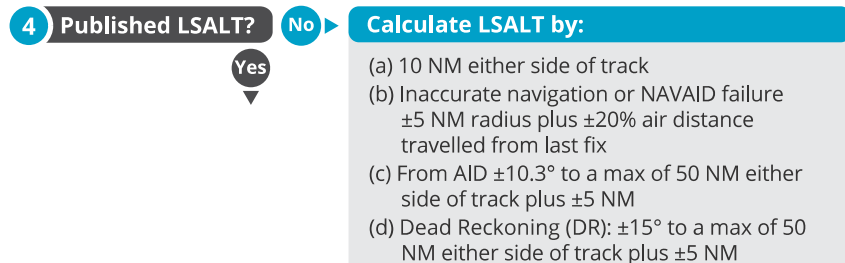 4 Published LSALT? No Calculate LSALT by:
Yes
(a) 10 NM either side of track
(b) Inaccurate navigation or NAVAID failure
±5 NM radius plus ±20% air distance
travelled from last fix
(c) From AID ±10.3° to a max of 50 NM either
side of track plus ±5 NM
(d) Dead Reckoning (DR): ±15° to a max of 50
NM either side of track plus ±5 NM